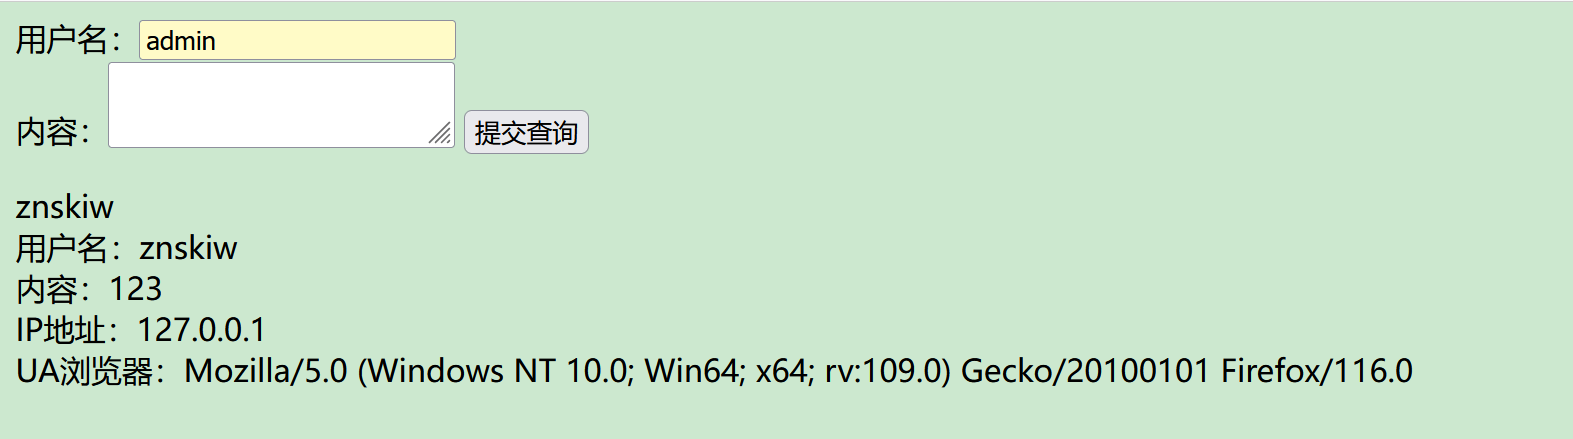 用户名：admin
内容： 提交查询
znskiw
用户名：znskiw
内容：123
IP地址：127.0.0.1
UA浏览器：Mozilla/5.0 (Windows NT 10.0; Win64; x64; rv:109.0) Gecko/20100101 Firefox/116.0